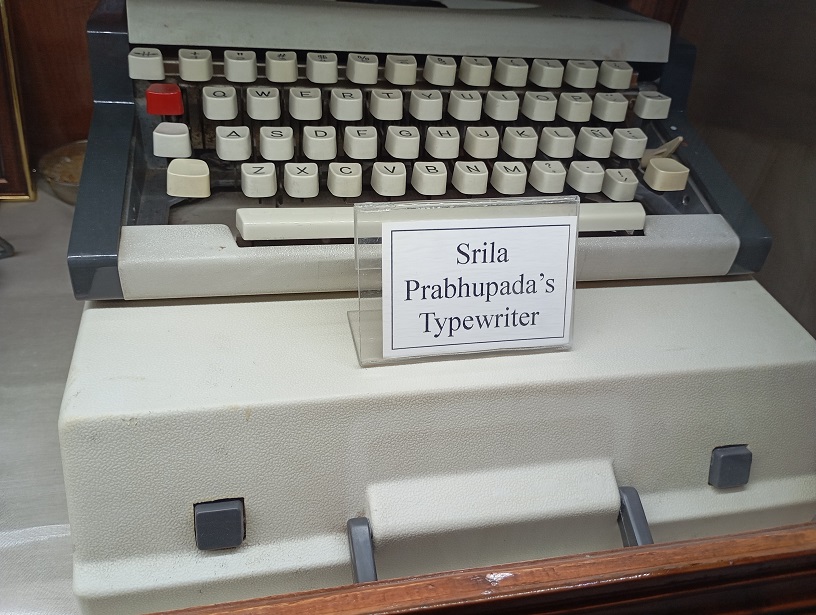 Q W E R T Y U I O P
A S D F G H J K L Ñ
Z X C V B N M
Srila
Prabhupada's
Typewriter